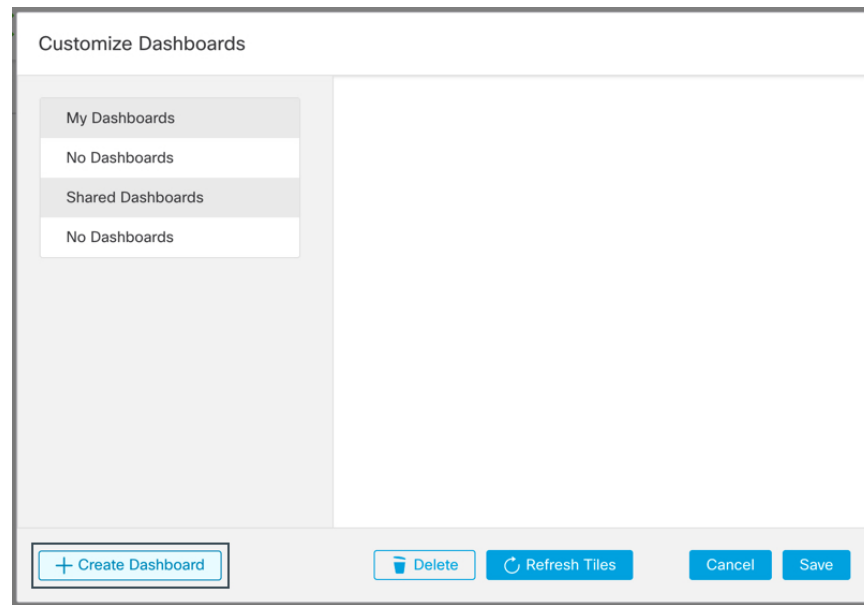 Customize Dashboards
My Dashboards
No Dashboards
Shared Dashboards
No Dashboards
Create Dashboard
Delete
Refresh Tiles
Cancel
Save